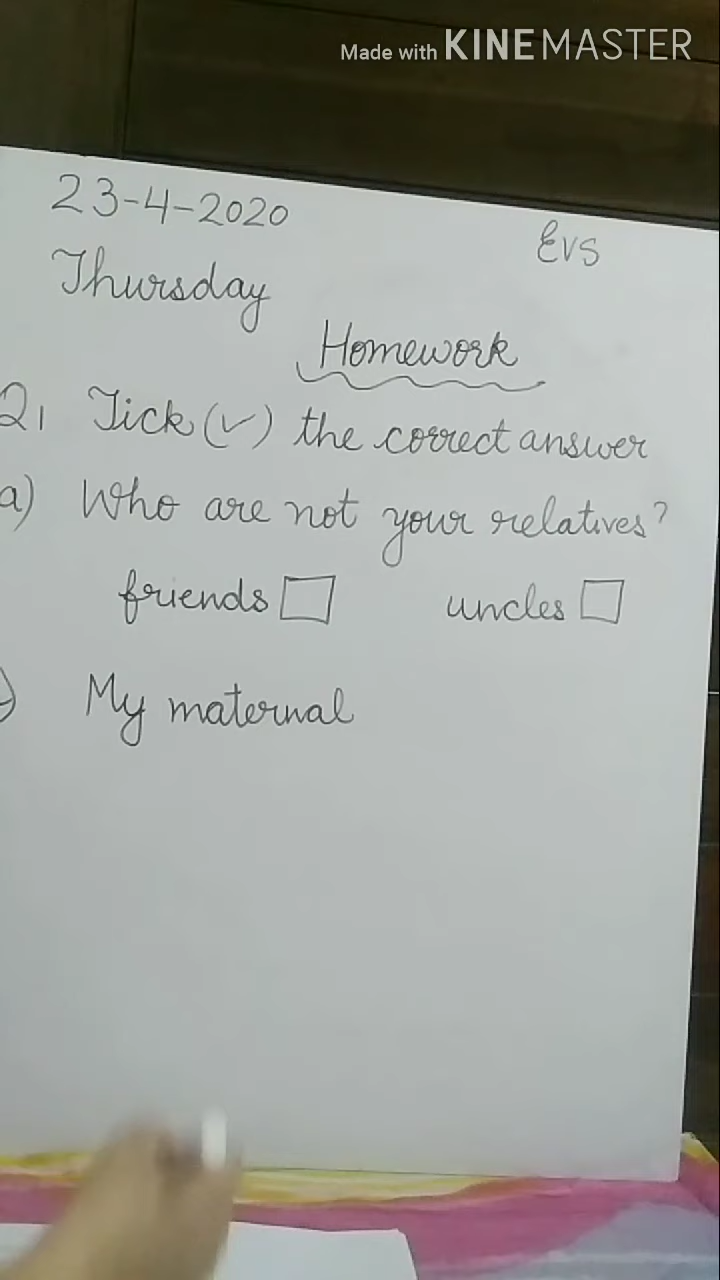 Made with KINEMASTER
23-4-2020
EVS
Thursday
Homework
Q1 Tick (✓) the correct answer
a) Who are not your relatives?
friends □ uncles □
) My maternal